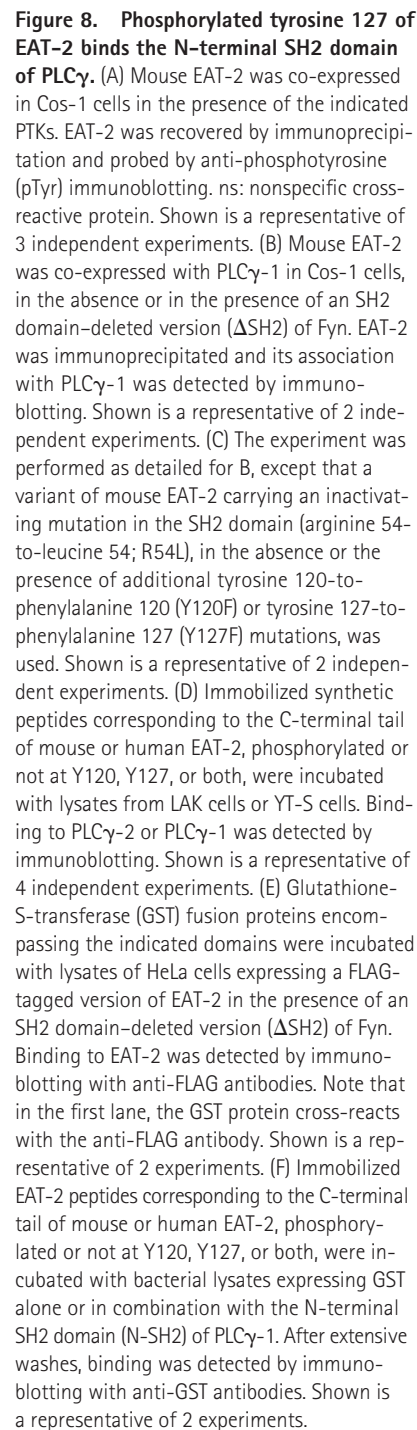 Figure 8. Phosphorylated tyrosine 127 of
EAT-2 binds the N-terminal SH2 domain
of PLCγ. (A) Mouse EAT-2 was co-expressed
in Cos-1 cells in the presence of the indicated
PTKs. EAT-2 was recovered by immunoprecipi-
tation and probed by anti-phosphotyrosine
(pTyr) immunoblotting. ns: nonspecific cross-
reactive protein. Shown is a representative of
3 independent experiments. (B) Mouse EAT-2
was co-expressed with PLCγ-1 in Cos-1 cells,
in the absence or in the presence of an SH2
domain–deleted version (ΔSH2) of Fyn. EAT-2
was immunoprecipitated and its association
with PLCγ-1 was detected by immuno-
blotting. Shown is a representative of 2 inde-
pendent experiments. (C) The experiment was
performed as detailed for B, except that a
variant of mouse EAT-2 carrying an inactivat-
ing mutation in the SH2 domain (arginine 54-
to-leucine 54; R54L), in the absence or the
presence of additional tyrosine 120-to-
phenylalanine 120 (Y120F) or tyrosine 127-to-
phenylalanine 127 (Y127F) mutations, was
used. Shown is a representative of 2 indepen-
dent experiments. (D) Immobilized synthetic
peptides corresponding to the C-terminal tail
of mouse or human EAT-2, phosphorylated or
not at Y120, Y127, or both, were incubated
with lysates from LAK cells or YT-S cells. Bind-
ing to PLCγ-2 or PLCγ-1 was detected by
immunoblotting. Shown is a representative of
4 independent experiments. (E) Glutathione-
S-transferase (GST) fusion proteins encom-
passing the indicated domains were incubated
with lysates of HeLa cells expressing a FLAG-
tagged version of EAT-2 in the presence of an
SH2 domain–deleted version (ΔSH2) of Fyn.
Binding to EAT-2 was detected by immuno-
blotting with anti-FLAG antibodies. Note that
in the first lane, the GST protein cross-reacts
with the anti-FLAG antibody. Shown is a rep-
resentative of 2 experiments. (F) Immobilized
EAT-2 peptides corresponding to the C-terminal
tail of mouse or human EAT-2, phosphory-
lated or not at Y120, Y127, or both, were in-
cubated with bacterial lysates expressing GST
alone or in combination with the N-terminal
SH2 domain (N-SH2) of PLCγ-1. After extensive
washes, binding was detected by immuno-
blotting with anti-GST antibodies. Shown is
a representative of 2 experiments.